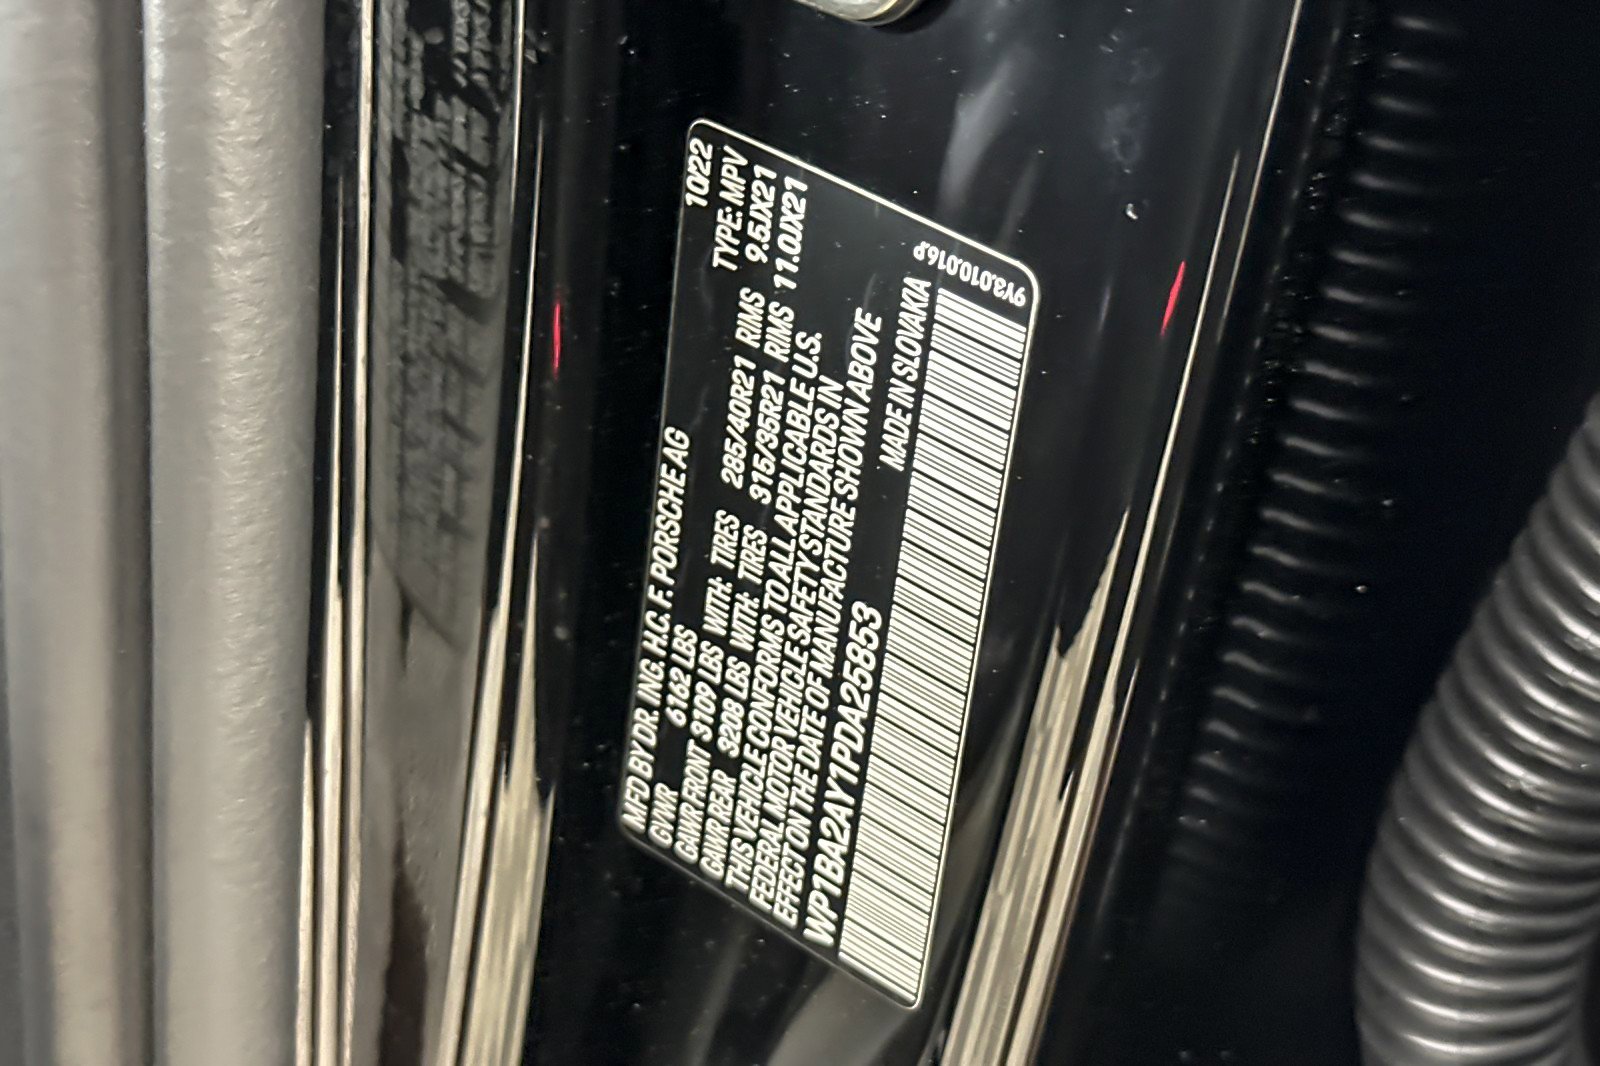 MFD BY DR. ING. H.C. F. PORSCHE AG 10/22
GVWR 6162 LBS TYPE: MPV
GAWR FRONT 3109 LBS WITH: TIRES 285/40R21 RIMS 9.5JX21
GAWR REAR 3208 LBS WITH: TIRES 315/35R21 RIMS 11.0JX21
THIS VEHICLE CONFORMS TO ALL APPLICABLE U.S.
FEDERAL MOTOR VEHICLE SAFETY STANDARDS IN
EFFECT ON THE DATE OF MANUFACTURE SHOWN ABOVE
WP1BA2AY1PDA25853 MADE IN SLOVAKIA
9Y3.010.016.P